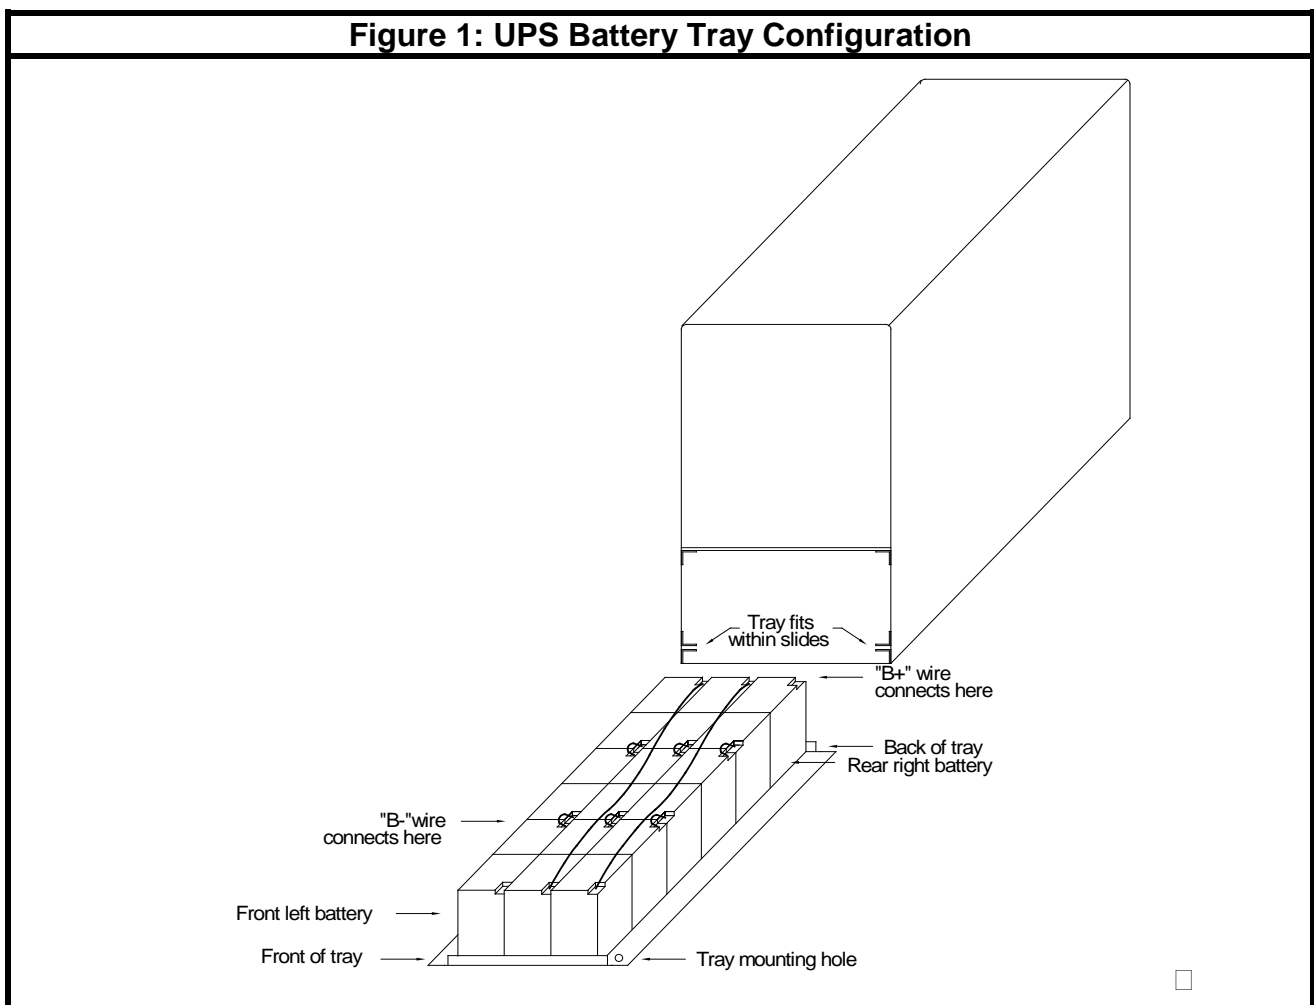 Figure 1: UPS Battery Tray Configuration
Tray fits
within slides
"B+" wire
connects here
Back of tray
Rear right battery
"B-"wire
connects here
Front left battery
Front of tray
Tray mounting hole